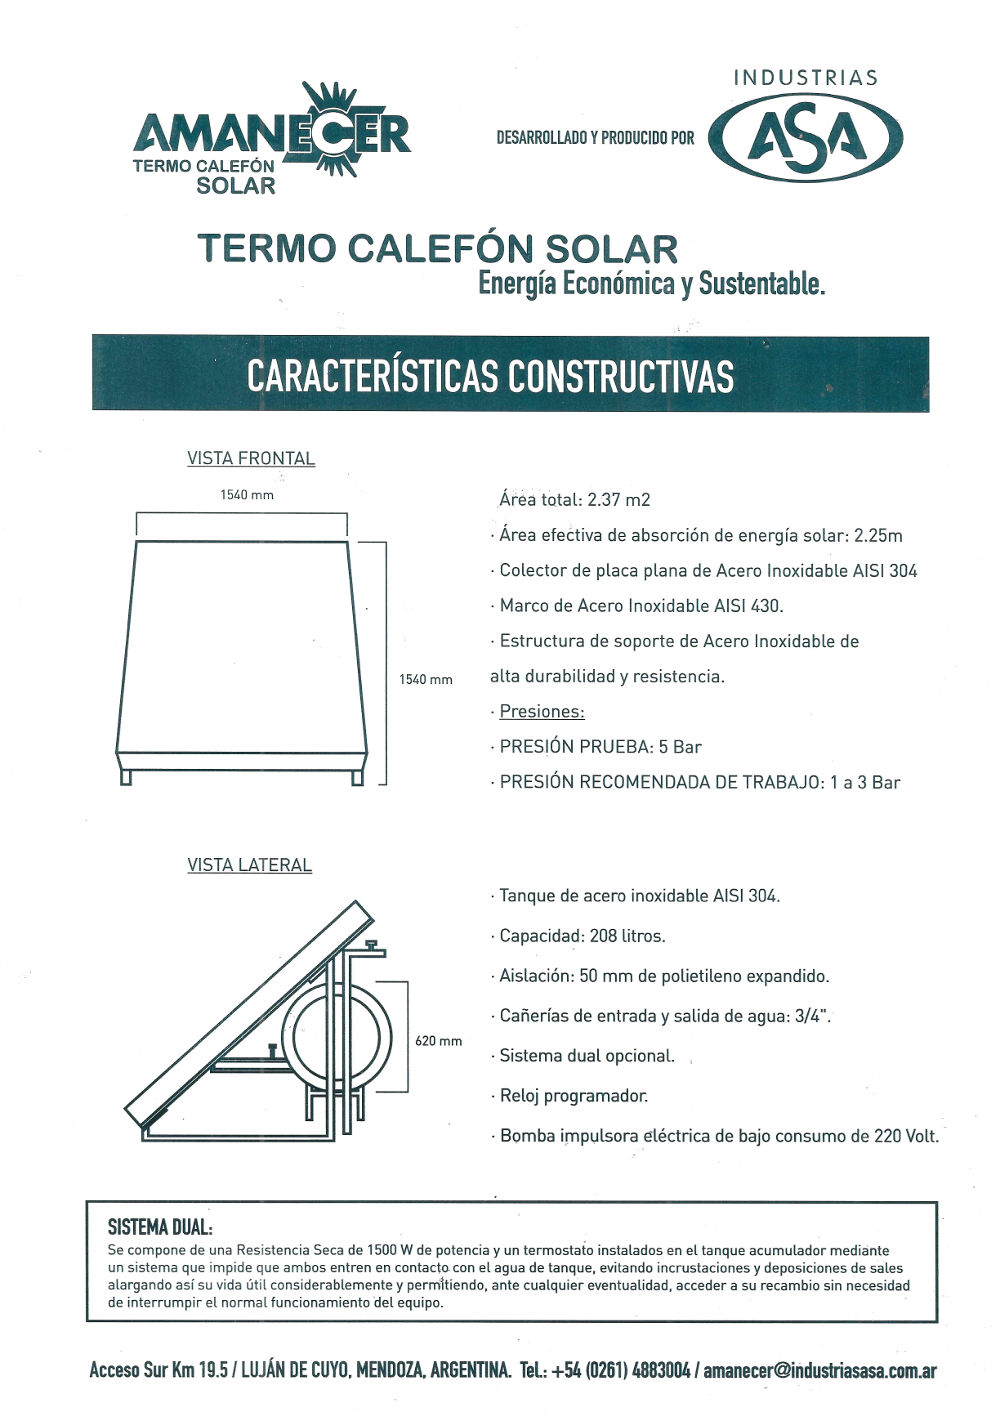 AMANECER
TERMO CALEFÓN
SOLAR
DESARROLLADO Y PRODUCIDO POR
INDUSTRIAS
ASA
TERMO CALEFÓN SOLAR
Energía Económica y Sustentable.
CARACTERÍSTICAS CONSTRUCTIVAS
VISTA FRONTAL
1540 mm
1540 mm
Área total: 2.37 m2
· Área efectiva de absorción de energía solar: 2.25m
· Colector de placa plana de Acero Inoxidable AISI 304
· Marco de Acero Inoxidable AISI 430.
· Estructura de soporte de Acero Inoxidable de
alta durabilidad y resistencia.
· Presiones:
· PRESIÓN PRUEBA: 5 Bar
· PRESIÓN RECOMENDADA DE TRABAJO: 1 a 3 Bar
VISTA LATERAL
620 mm
· Tanque de acero inoxidable AISI 304.
· Capacidad: 208 litros.
· Aislación: 50 mm de polietileno expandido.
· Cañerías de entrada y salida de agua: 3/4".
· Sistema dual opcional.
· Reloj programador.
· Bomba impulsora eléctrica de bajo consumo de 220 Volt.
SISTEMA DUAL:
Se compone de una Resistencia Seca de 1500 W de potencia y un termostato instalados en el tanque acumulador mediante
un sistema que impide que ambos entren en contacto con el agua de tanque, evitando incrustaciones y deposiciones de sales
alargando así su vida útil considerablemente y permitiendo, ante cualquier eventualidad, acceder a su recambio sin necesidad
de interrumpir el normal funcionamiento del equipo.
Acceso Sur Km 19.5 / LUJÁN DE CUYO, MENDOZA, ARGENTINA. Tel.: +54 (0261) 4883004 / amanecer@industriasasa.com.ar